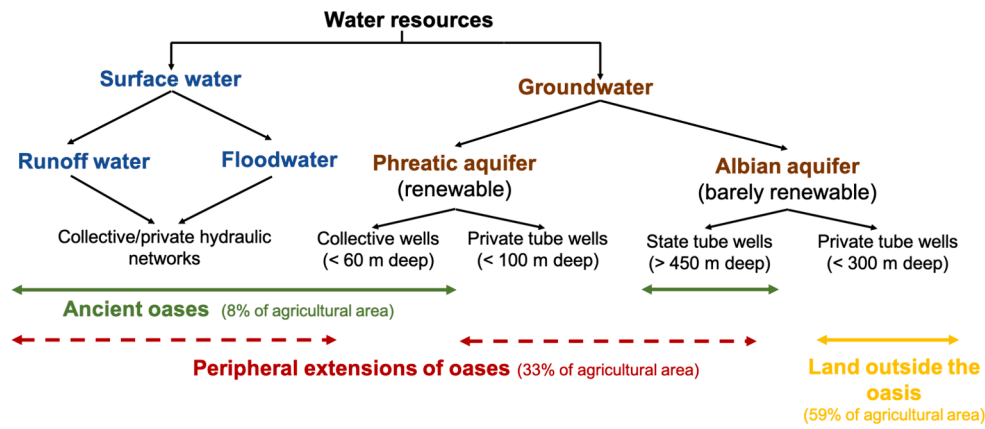 Water resources
Surface water
Groundwater
Runoff water
Floodwater
Phreatic aquifer
(renewable)
Albian aquifer
(barely renewable)
Collective/private hydraulic
networks
Collective wells
(< 60 m deep)
Private tube wells
(< 100 m deep)
State tube wells
(> 450 m deep)
Private tube wells
(< 300 m deep)
Ancient oases (8% of agricultural area)
Peripheral extensions of oases (33% of agricultural area)
Land outside the
oasis
(59% of agricultural area)